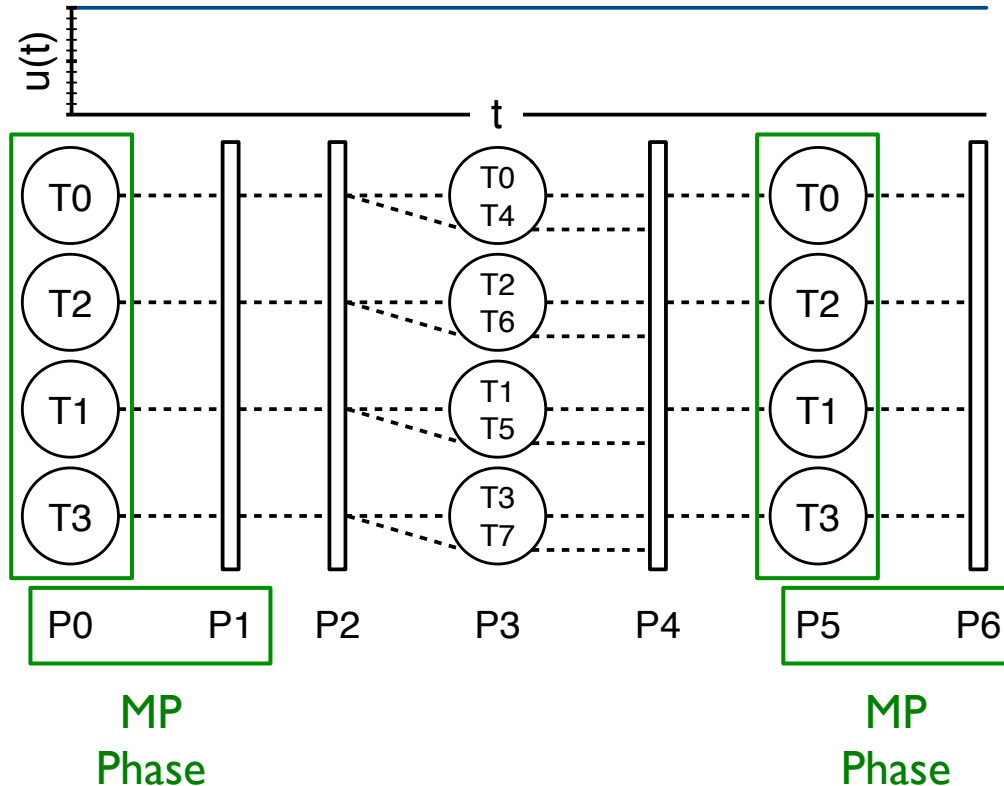 u(t)
t
T0
T0
T4
T0
T2
T2
T6
T2
T1
T1
T5
T1
T3
T3
T7
T3
P0 P1 P2 P3 P4 P5 P6
MP
Phase
MP
Phase